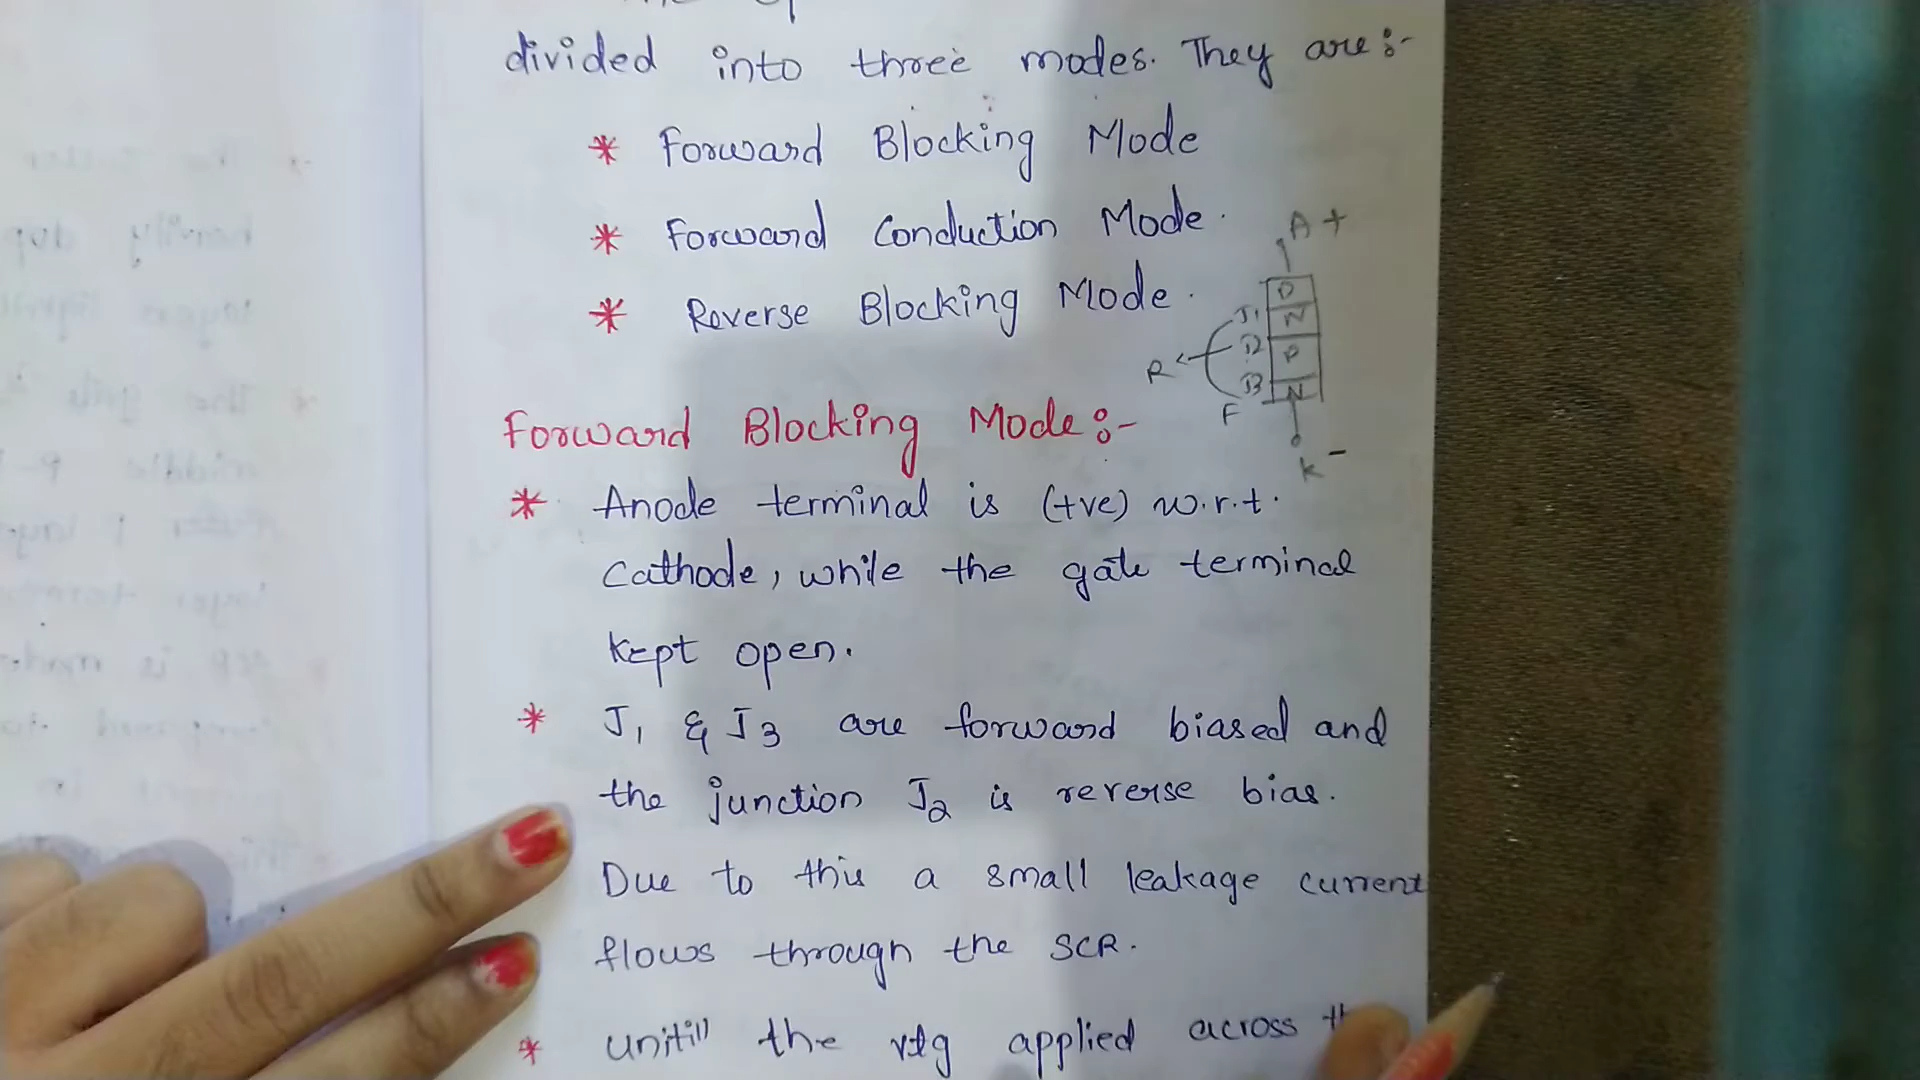 divided into three modes. They are :-
* Forward Blocking Mode
* Forward Conduction Mode.
* Reverse Blocking Mode.
A +
P
J1 N
J2 P
R
J3 N
F
K -
Forward Blocking Mode :-
* Anode terminal is (+ve) w.r.t.
Cathode, while the gate terminal
kept open.
* J1 & J3 are forward biased and
the junction J2 is reverse bias.
Due to this a small leakage current
flows through the SCR.
* unitill the vtg applied across